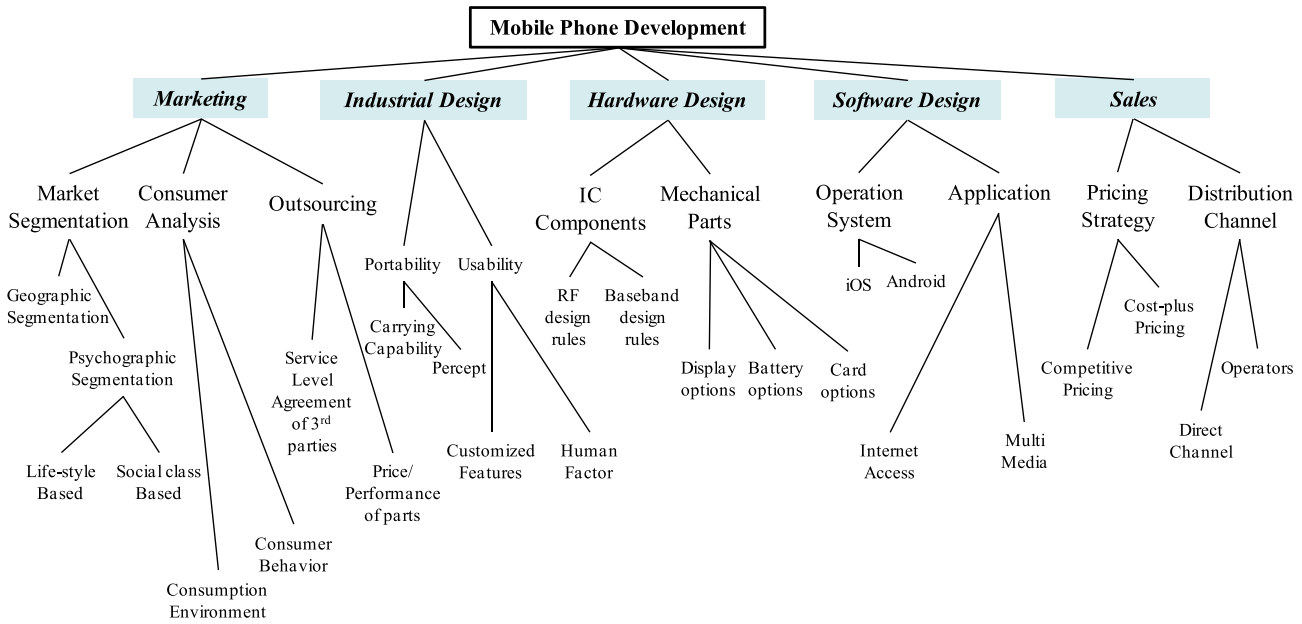 Mobile Phone Development
Marketing
Industrial Design
Hardware Design
Software Design
Sales
Market
Segmentation
Consumer
Analysis
Outsourcing
Portability
Usability
IC
Components
Mechanical
Parts
Operation
System
Application
Pricing
Strategy
Distribution
Channel
Geographic
Segmentation
Psychographic
Segmentation
Life-style
Based
Social class
Based
Consumption
Environment
Consumer
Behavior
Service
Level
Agreement
of 3rd
parties
Price/
Performance
of parts
Carrying
Capability
Percept
Customized
Features
Human
Factor
RF
design
rules
Baseband
design
rules
Display
options
Battery
options
Card
options
iOS
Android
Internet
Access
Multi
Media
Competitive
Pricing
Cost-plus
Pricing
Direct
Channel
Operators